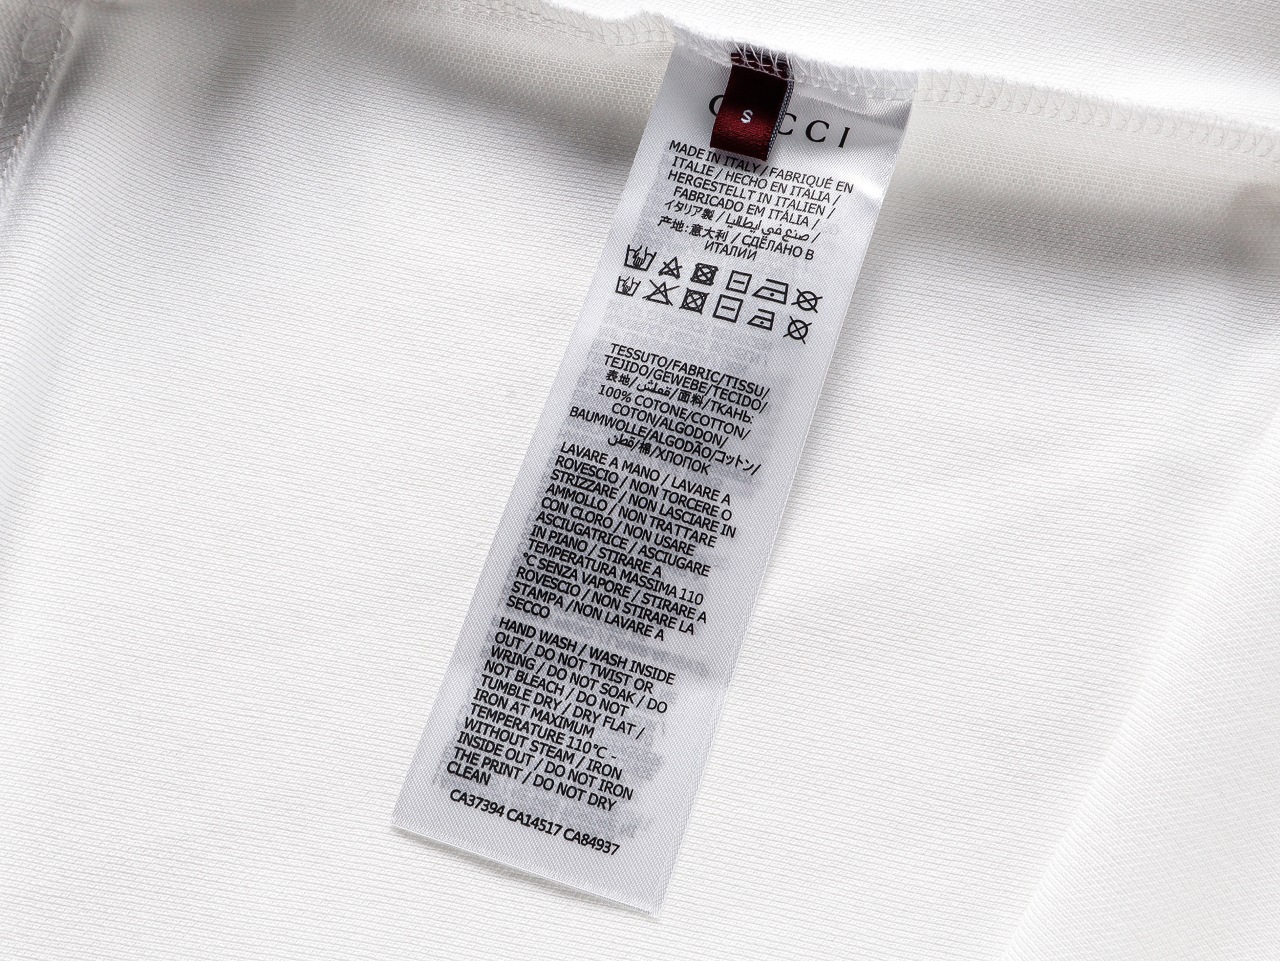 S
GUCCI
MADE IN ITALY / FABRIQUÉ EN
ITALIE / HECHO EN ITALIA /
HERGESTELLT IN ITALIEN /
FABRICADO EM ITÁLIA /
イタリア製 / صنع في إيطاليا /
产地:意大利 / СДЕЛАНО В
ИТАЛИИ
TESSUTO/FABRIC/TISSU/
TEJIDO/GEWEBE/TECIDO/
表地/قماش/面料/ТКАНЬ:
100% COTONE/COTTON/
COTON/ALGODON/
BAUMWOLLE/ALGODÃO/コットン/
قطن/棉/ХЛОПОК
LAVARE A MANO / LAVARE A
ROVESCIO / NON TORCERE O
STRIZZARE / NON LASCIARE IN
AMMOLLO / NON TRATTARE
CON CLORO / NON USARE
ASCIUGATRICE / ASCIUGARE
IN PIANO / STIRARE A
TEMPERATURA MASSIMA 110
°C SENZA VAPORE / STIRARE A
ROVESCIO / NON STIRARE LA
STAMPA /NON LAVARE A
SECCO
HAND WASH / WASH INSIDE
OUT / DO NOT TWIST OR
WRING / DO NOT SOAK / DO
NOT BLEACH / DO NOT
TUMBLE DRY / DRY FLAT /
IRON AT MAXIMUM
TEMPERATURE 110°C -
WITHOUT STEAM / IRON
INSIDE OUT / DO NOT IRON
THE PRINT / DO NOT DRY
CLEAN
CA37394 CA14517 CA84937